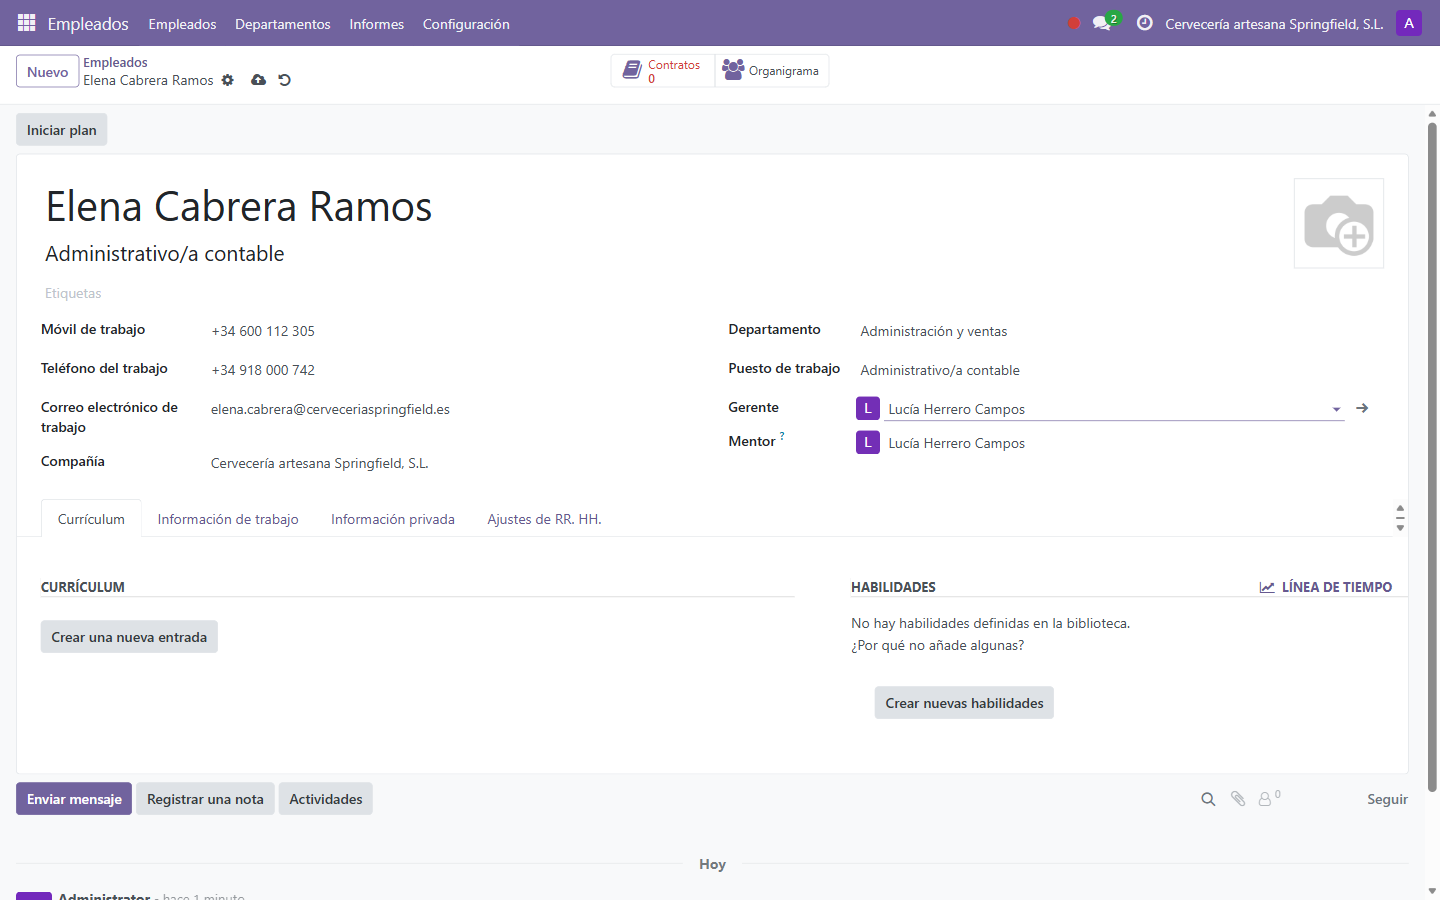 Empleados Empleados Departamentos Informes Configuración 2 Cervecería artesana Springfield, S.L. A
Nuevo Empleados
Elena Cabrera Ramos
Contratos
0
Organigrama
Iniciar plan
Elena Cabrera Ramos
Administrativo/a contable
Etiquetas
Móvil de trabajo +34 600 112 305
Teléfono del trabajo +34 918 000 742
Correo electrónico de trabajo elena.cabrera@cerveceriaspringfield.es
Compañía Cervecería artesana Springfield, S.L.
Departamento Administración y ventas
Puesto de trabajo Administrativo/a contable
Gerente L Lucía Herrero Campos
Mentor ? L Lucía Herrero Campos
Currículum Información de trabajo Información privada Ajustes de RR. HH.
CURRÍCULUM
Crear una nueva entrada
HABILIDADES LÍNEA DE TIEMPO
No hay habilidades definidas en la biblioteca.
¿Por qué no añade algunas?
Crear nuevas habilidades
Enviar mensaje Registrar una nota Actividades 0 Seguir
Hoy
Administrator - hace 1 minuto